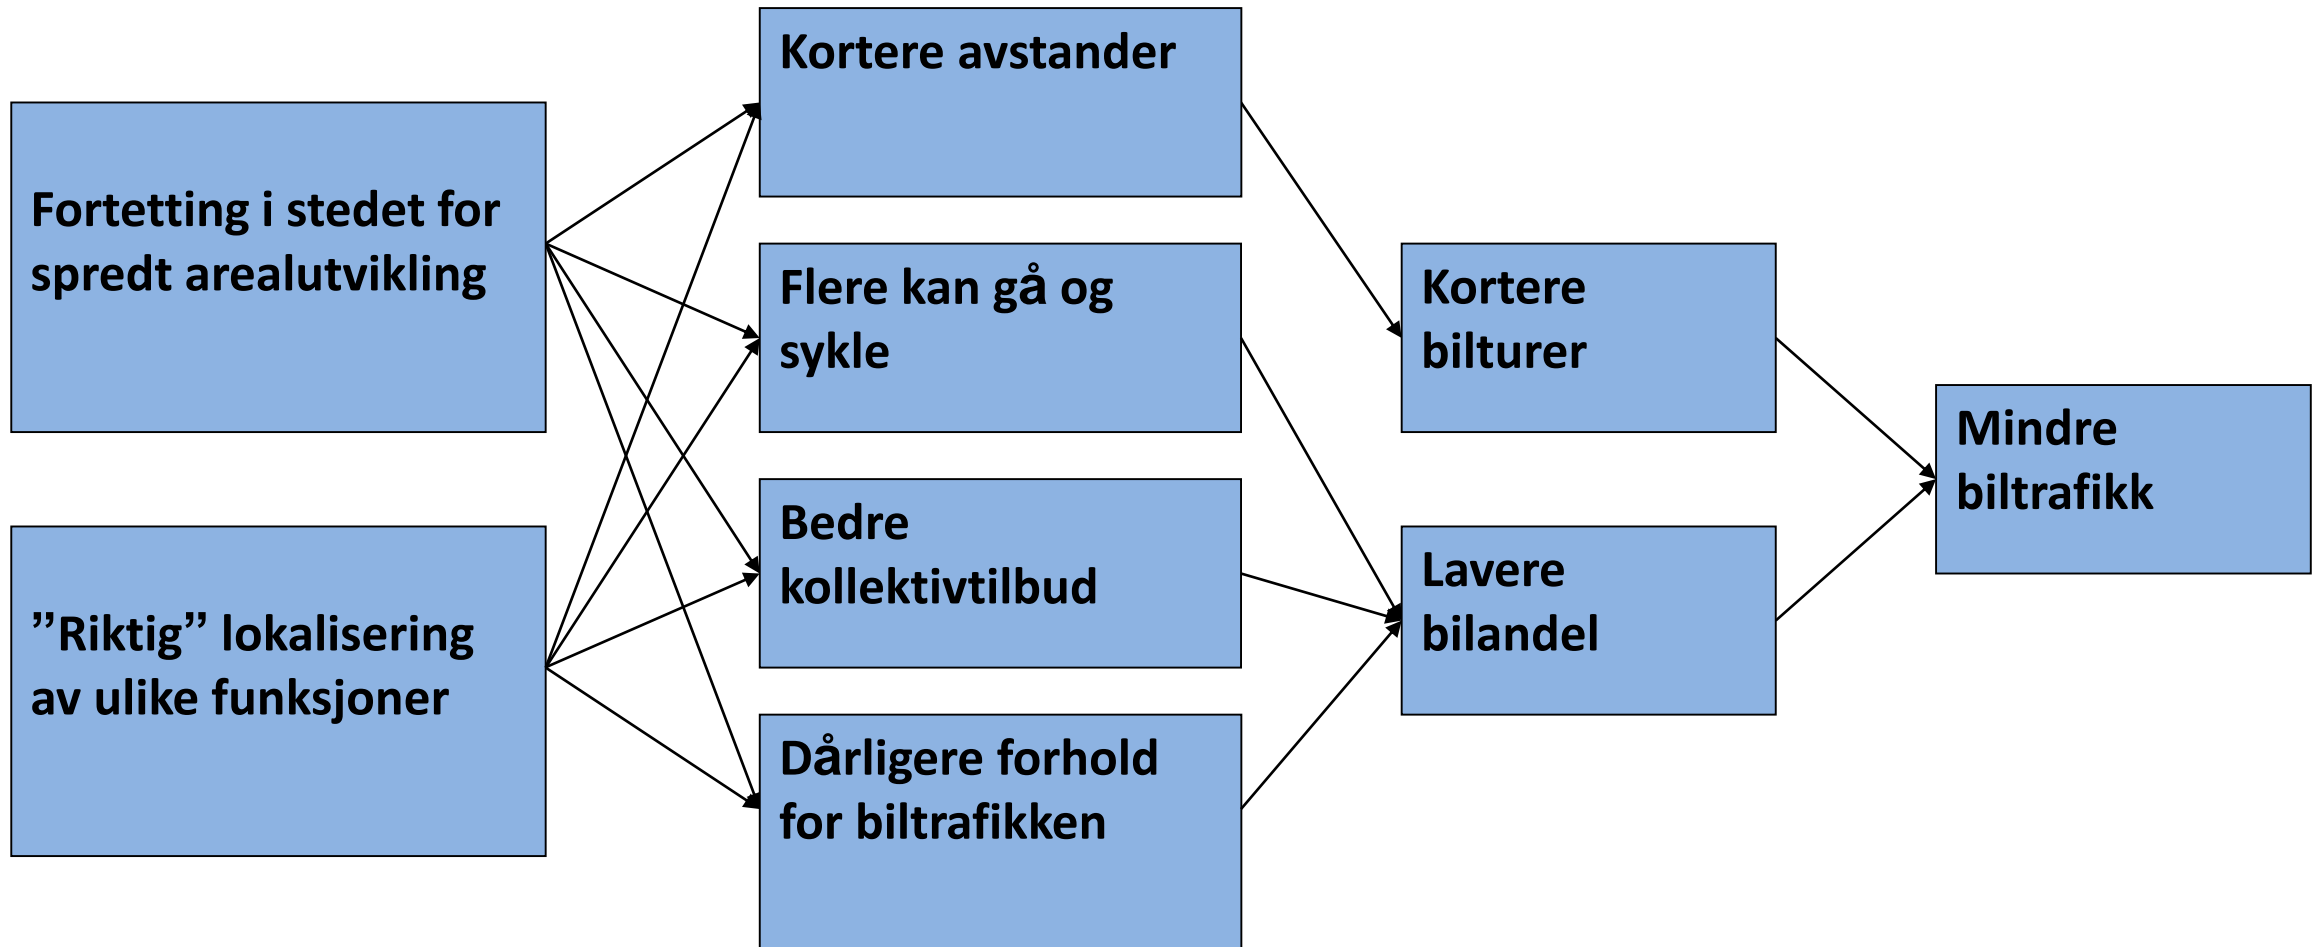 Fortetting i stedet for
spredt arealutvikling
”Riktig” lokalisering
av ulike funksjoner
Kortere avstander
Flere kan gå og
sykle
Bedre
kollektivtilbud
Dårligere forhold
for biltrafikken
Kortere
bilturer
Lavere
bilandel
Mindre
biltrafikk